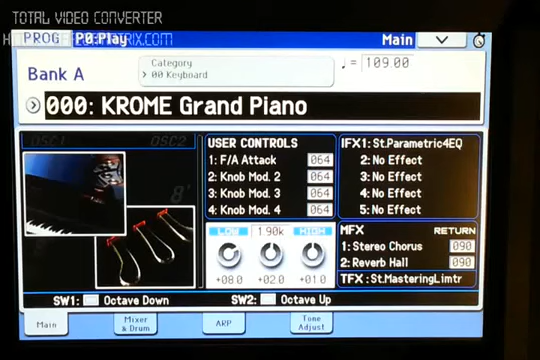 TOTAL VIDEO CONVERTER
PROG P0:Play Main
Bank A
Category
00 Keyboard
♩ = 109.00
000: KROME Grand Piano
OSC1 OSC2
8'
USER CONTROLS
1: F/A Attack 064
2: Knob Mod. 2 064
3: Knob Mod. 3 064
4: Knob Mod. 4 064
IFX1: St.Parametric4EQ
2: No Effect
3: No Effect
4: No Effect
5: No Effect
LOW 1.90k HIGH
+08.0 +02.0 +01.0
MFX RETURN
1: Stereo Chorus 090
2: Reverb Hall 090
TFX: St.MasteringLimtr
SW1: Octave Down SW2: Octave Up
Main
Mixer & Drum
ARP
Tone Adjust